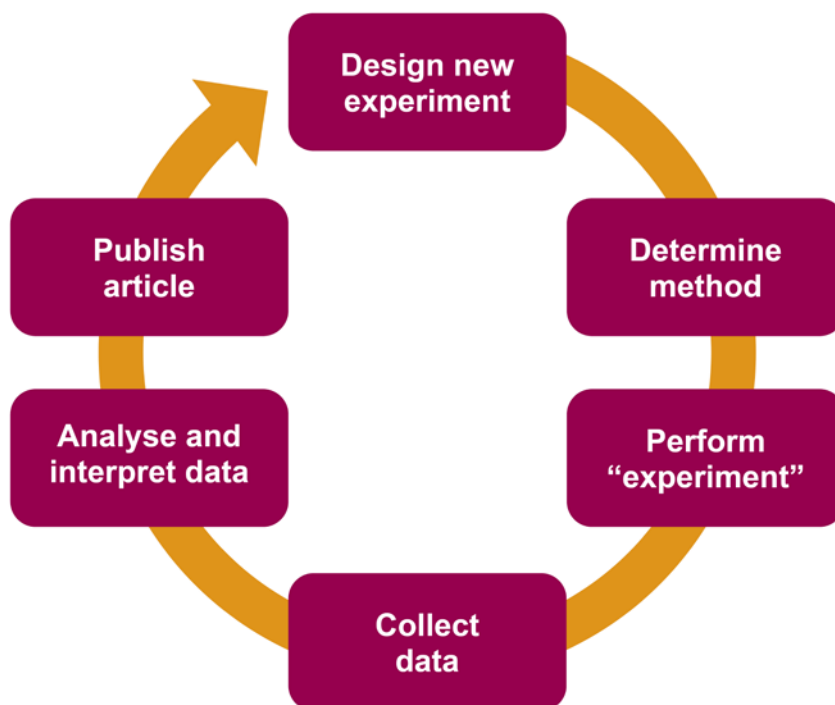 Design new
experiment
Determine
method
Perform
“experiment”
Collect
data
Analyse and
interpret data
Publish
article